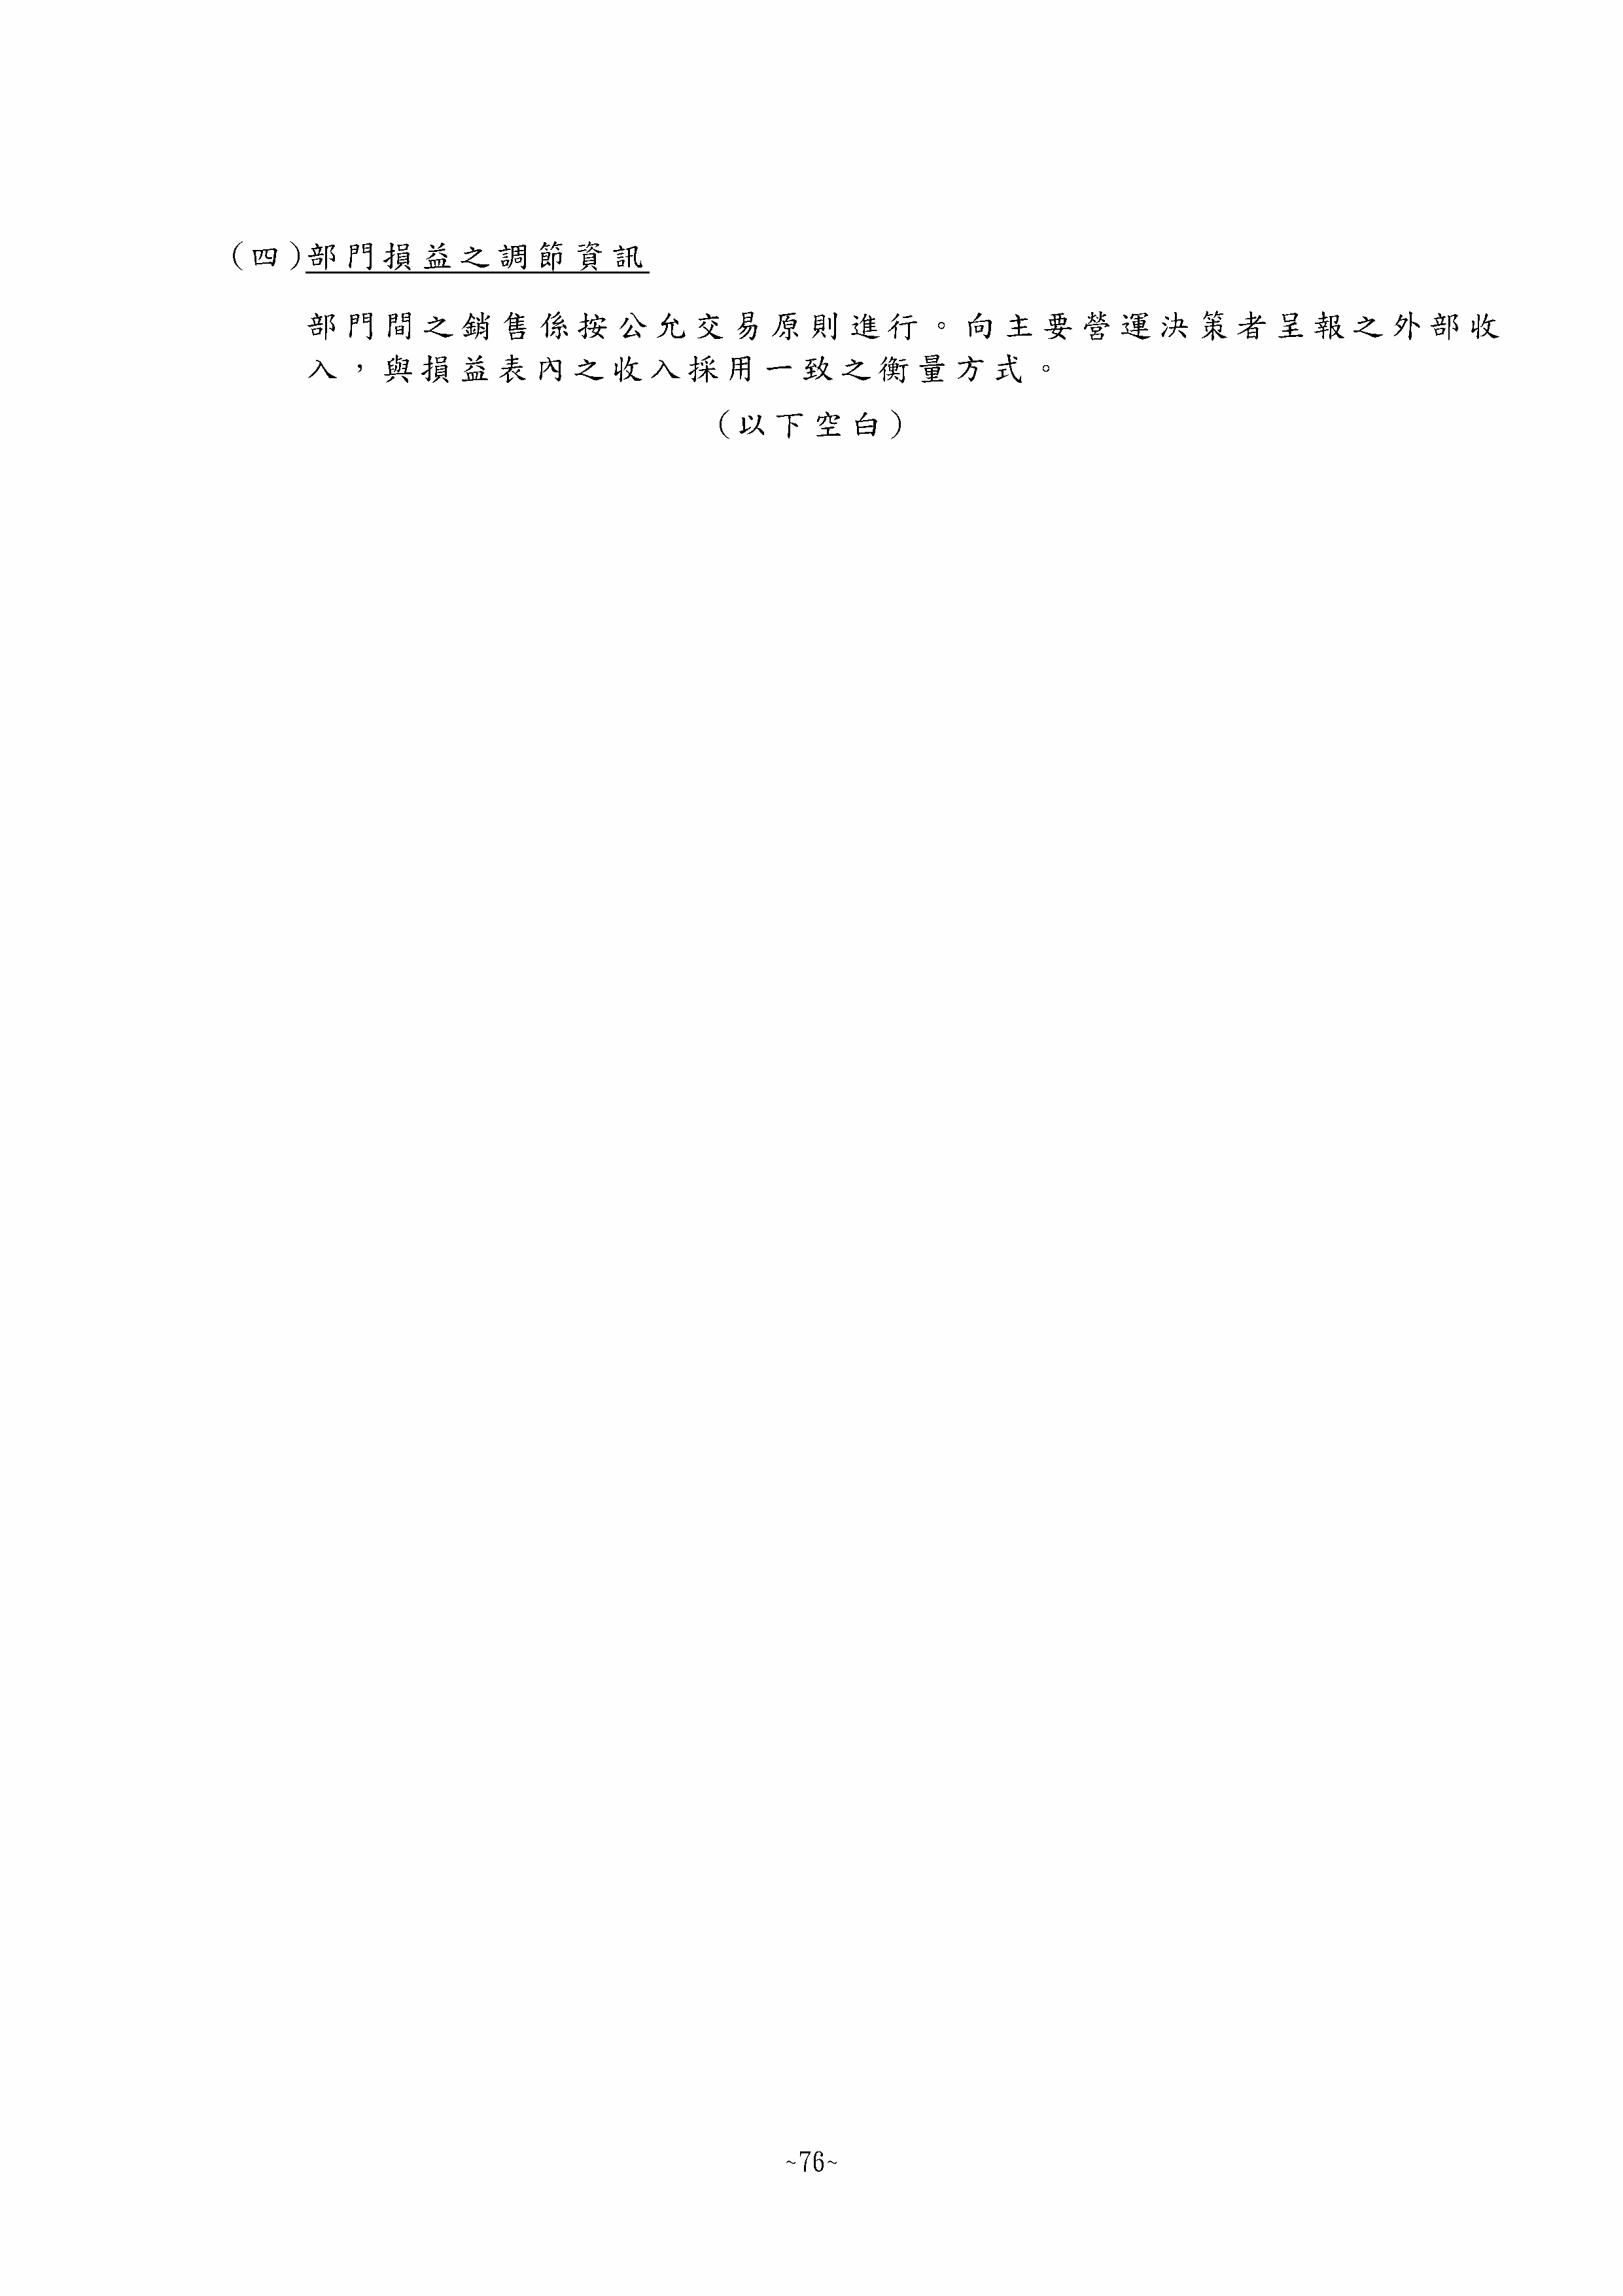 (四)部門損益之調節資訊
部門間之銷售係按公允交易原則進行。向主要營運決策者呈報之外部收
入，與損益表內之收入採用一致之衡量方式。
(以下空白)
~76~